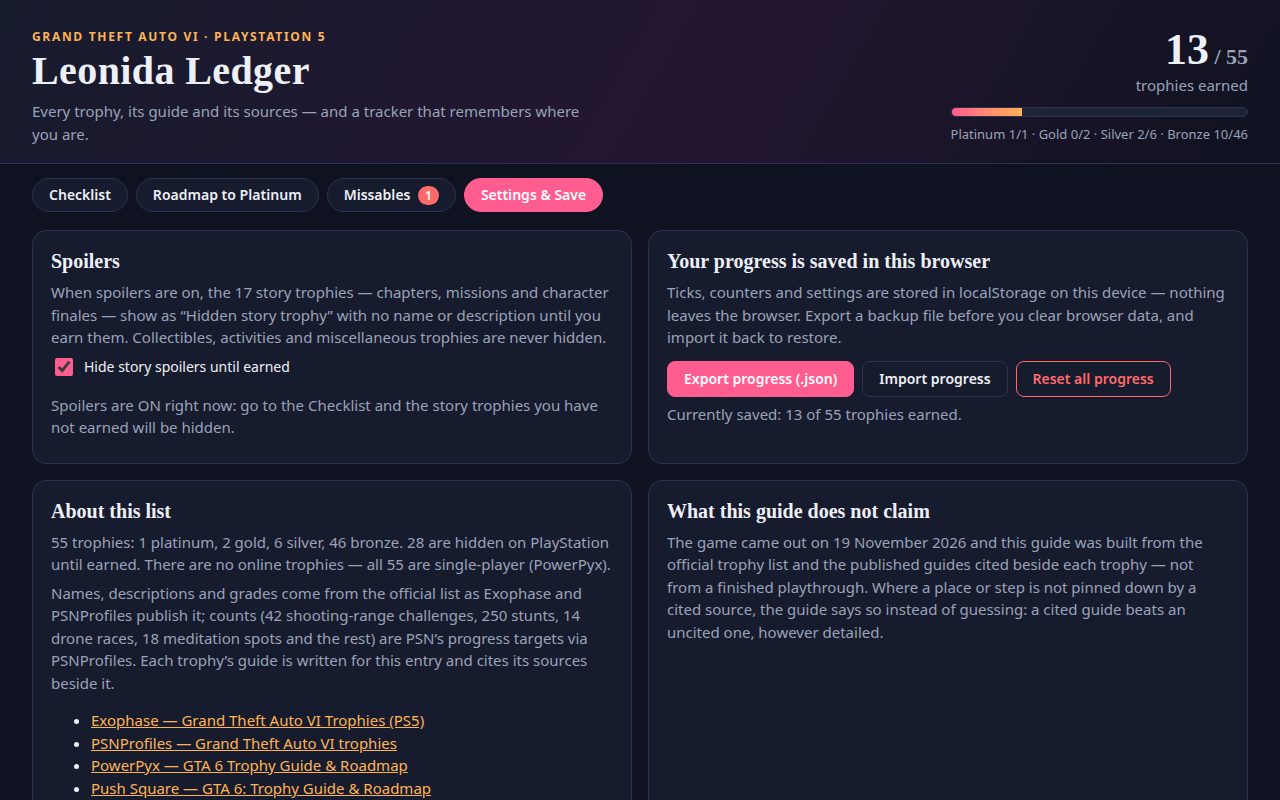 GRAND THEFT AUTO VI · PLAYSTATION 5
Leonida Ledger
Every trophy, its guide and its sources — and a tracker that remembers where
you are.
13 / 55
trophies earned
Platinum 1/1 · Gold 0/2 · Silver 2/6 · Bronze 10/46
Checklist
Roadmap to Platinum
Missables 1
Settings & Save
Spoilers
When spoilers are on, the 17 story trophies — chapters, missions and character
finales — show as “Hidden story trophy” with no name or description until you
earn them. Collectibles, activities and miscellaneous trophies are never hidden.
Hide story spoilers until earned
Spoilers are ON right now: go to the Checklist and the story trophies you have
not earned will be hidden.
Your progress is saved in this browser
Ticks, counters and settings are stored in localStorage on this device — nothing
leaves the browser. Export a backup file before you clear browser data, and
import it back to restore.
Export progress (.json)
Import progress
Reset all progress
Currently saved: 13 of 55 trophies earned.
About this list
55 trophies: 1 platinum, 2 gold, 6 silver, 46 bronze. 28 are hidden on PlayStation
until earned. There are no online trophies — all 55 are single-player (PowerPyx).
Names, descriptions and grades come from the official list as Exophase and
PSNProfiles publish it; counts (42 shooting-range challenges, 250 stunts, 14
drone races, 18 meditation spots and the rest) are PSN’s progress targets via
PSNProfiles. Each trophy’s guide is written for this entry and cites its sources
beside it.
Exophase — Grand Theft Auto VI Trophies (PS5)
PSNProfiles — Grand Theft Auto VI trophies
PowerPyx — GTA 6 Trophy Guide & Roadmap
Push Square — GTA 6: Trophy Guide & Roadmap
What this guide does not claim
The game came out on 19 November 2026 and this guide was built from the
official trophy list and the published guides cited beside each trophy — not
from a finished playthrough. Where a place or step is not pinned down by a
cited source, the guide says so instead of guessing: a cited guide beats an
uncited one, however detailed.